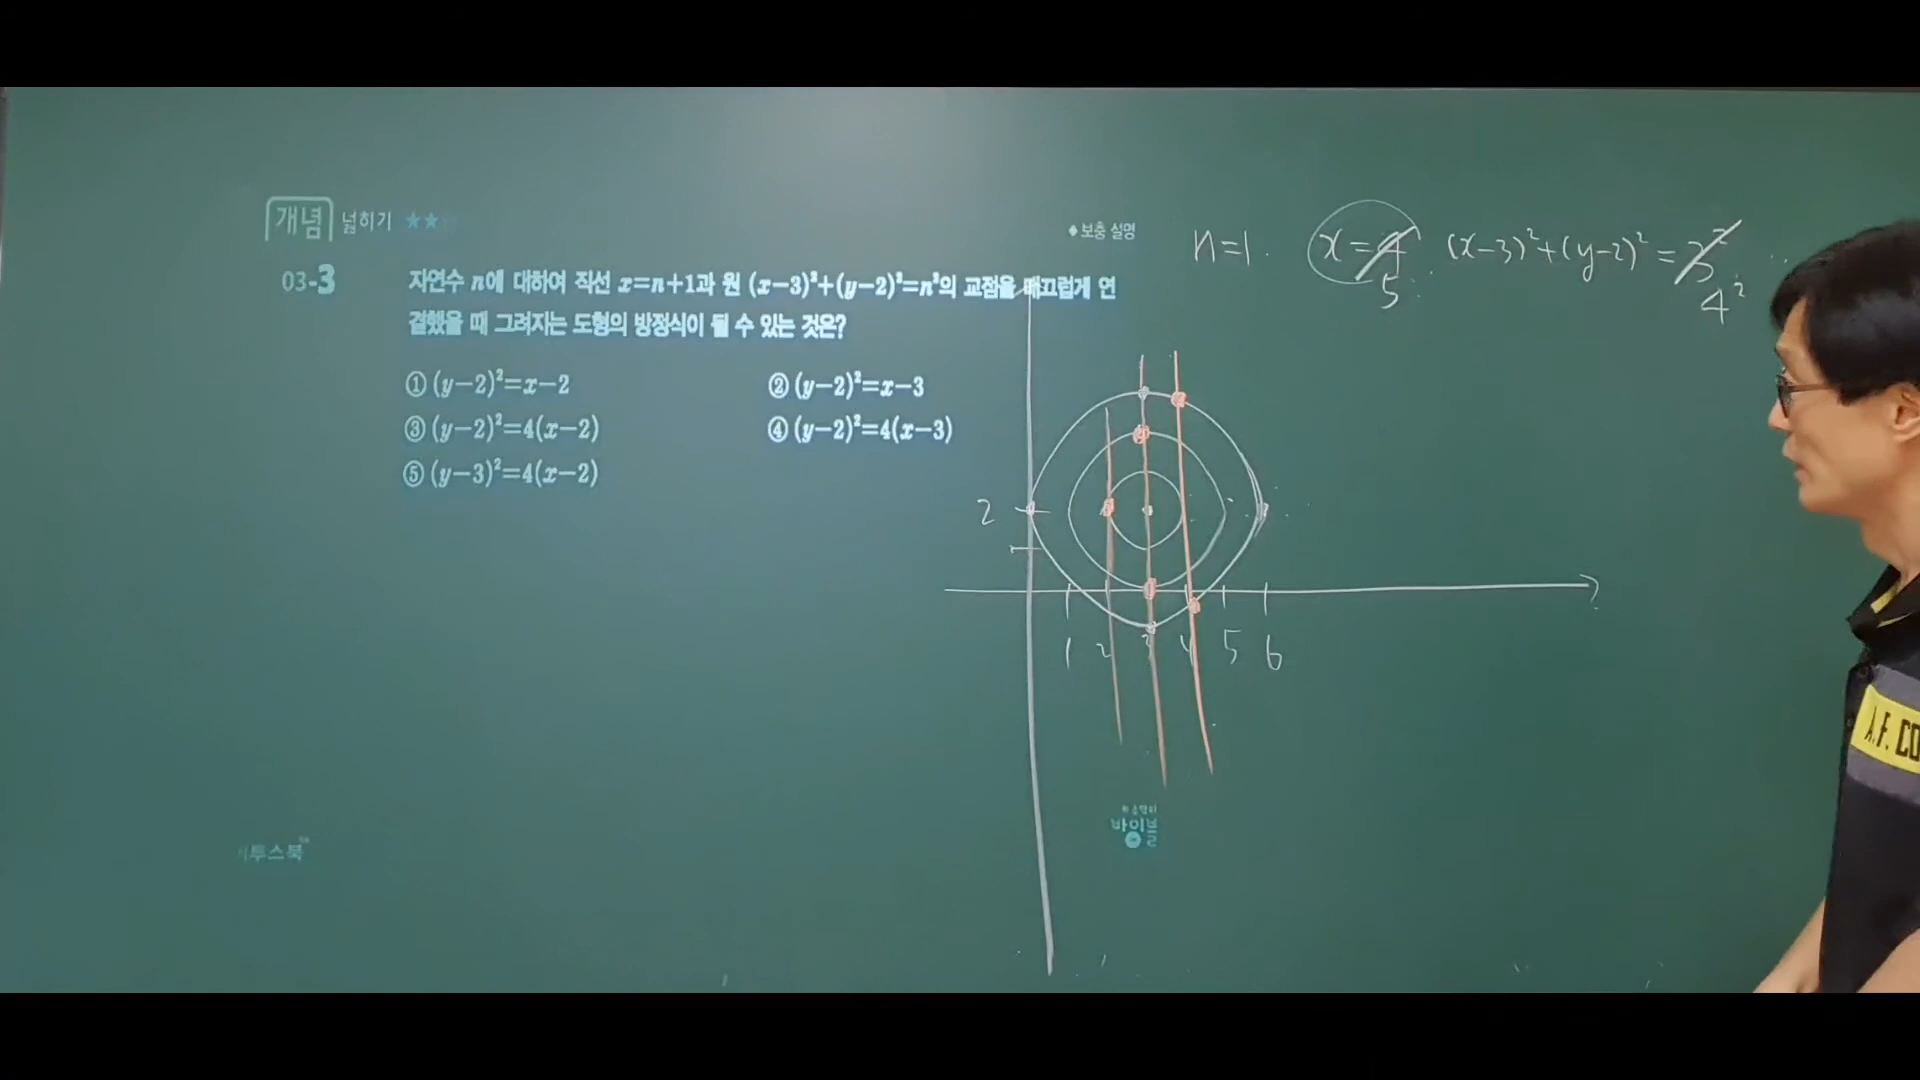 개념 넓히기 ★★☆
◆보충 설명
03-3 자연수 n에 대하여 직선 x=n+1과 원 (x-3)²+(y-2)²=n²의 교점을 매끄럽게 연
결했을 때 그려지는 도형의 방정식이 될 수 있는 것은?
① (y-2)²=x-2
② (y-2)²=x-3
③ (y-2)²=4(x-2)
④ (y-2)²=4(x-3)
⑤ (y-3)²=4(x-2)
n=1. x=4 (x-3)²+(y-2)²=3²
5 4²
2
1 2 3 4 5 6
바이블
이투스북
A.F. CO